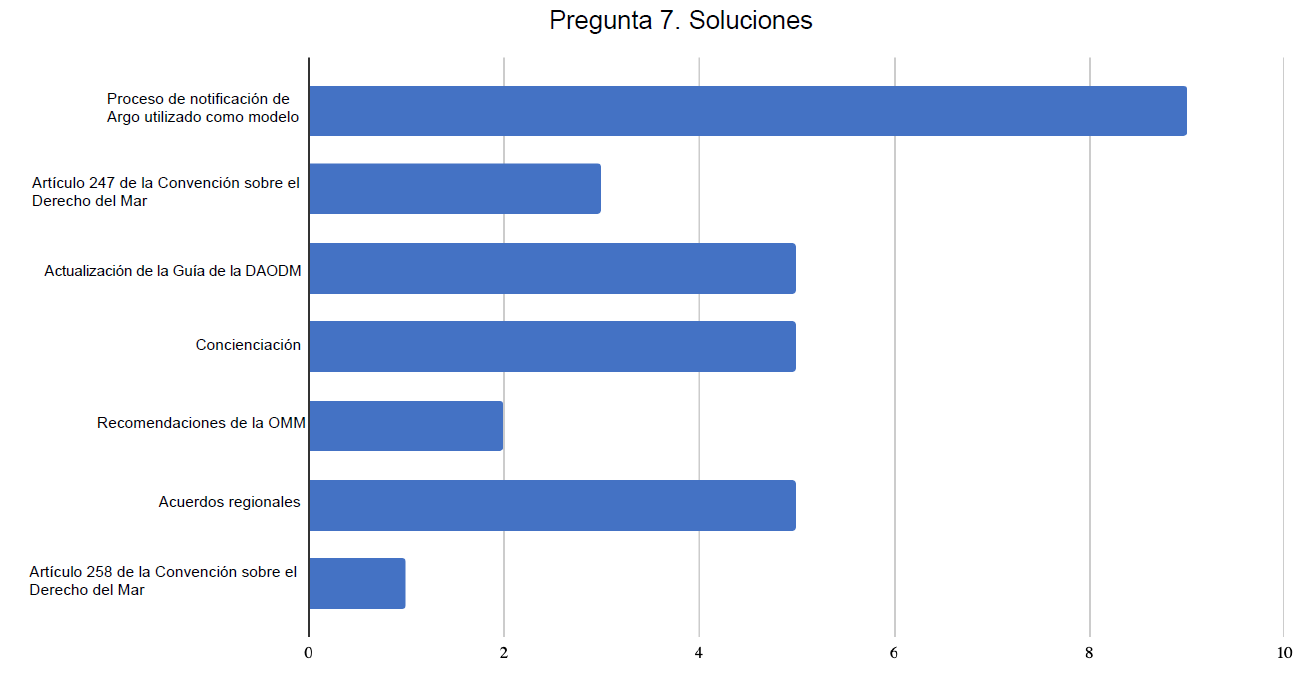 Pregunta 7. Soluciones
Proceso de notificación de
Argo utilizado como modelo
Artículo 247 de la Convención sobre el
Derecho del Mar
Actualización de la Guía de la DAODM
Concienciación
Recomendaciones de la OMM
Acuerdos regionales
Artículo 258 de la Convención sobre el
Derecho del Mar
0 2 4 6 8 10